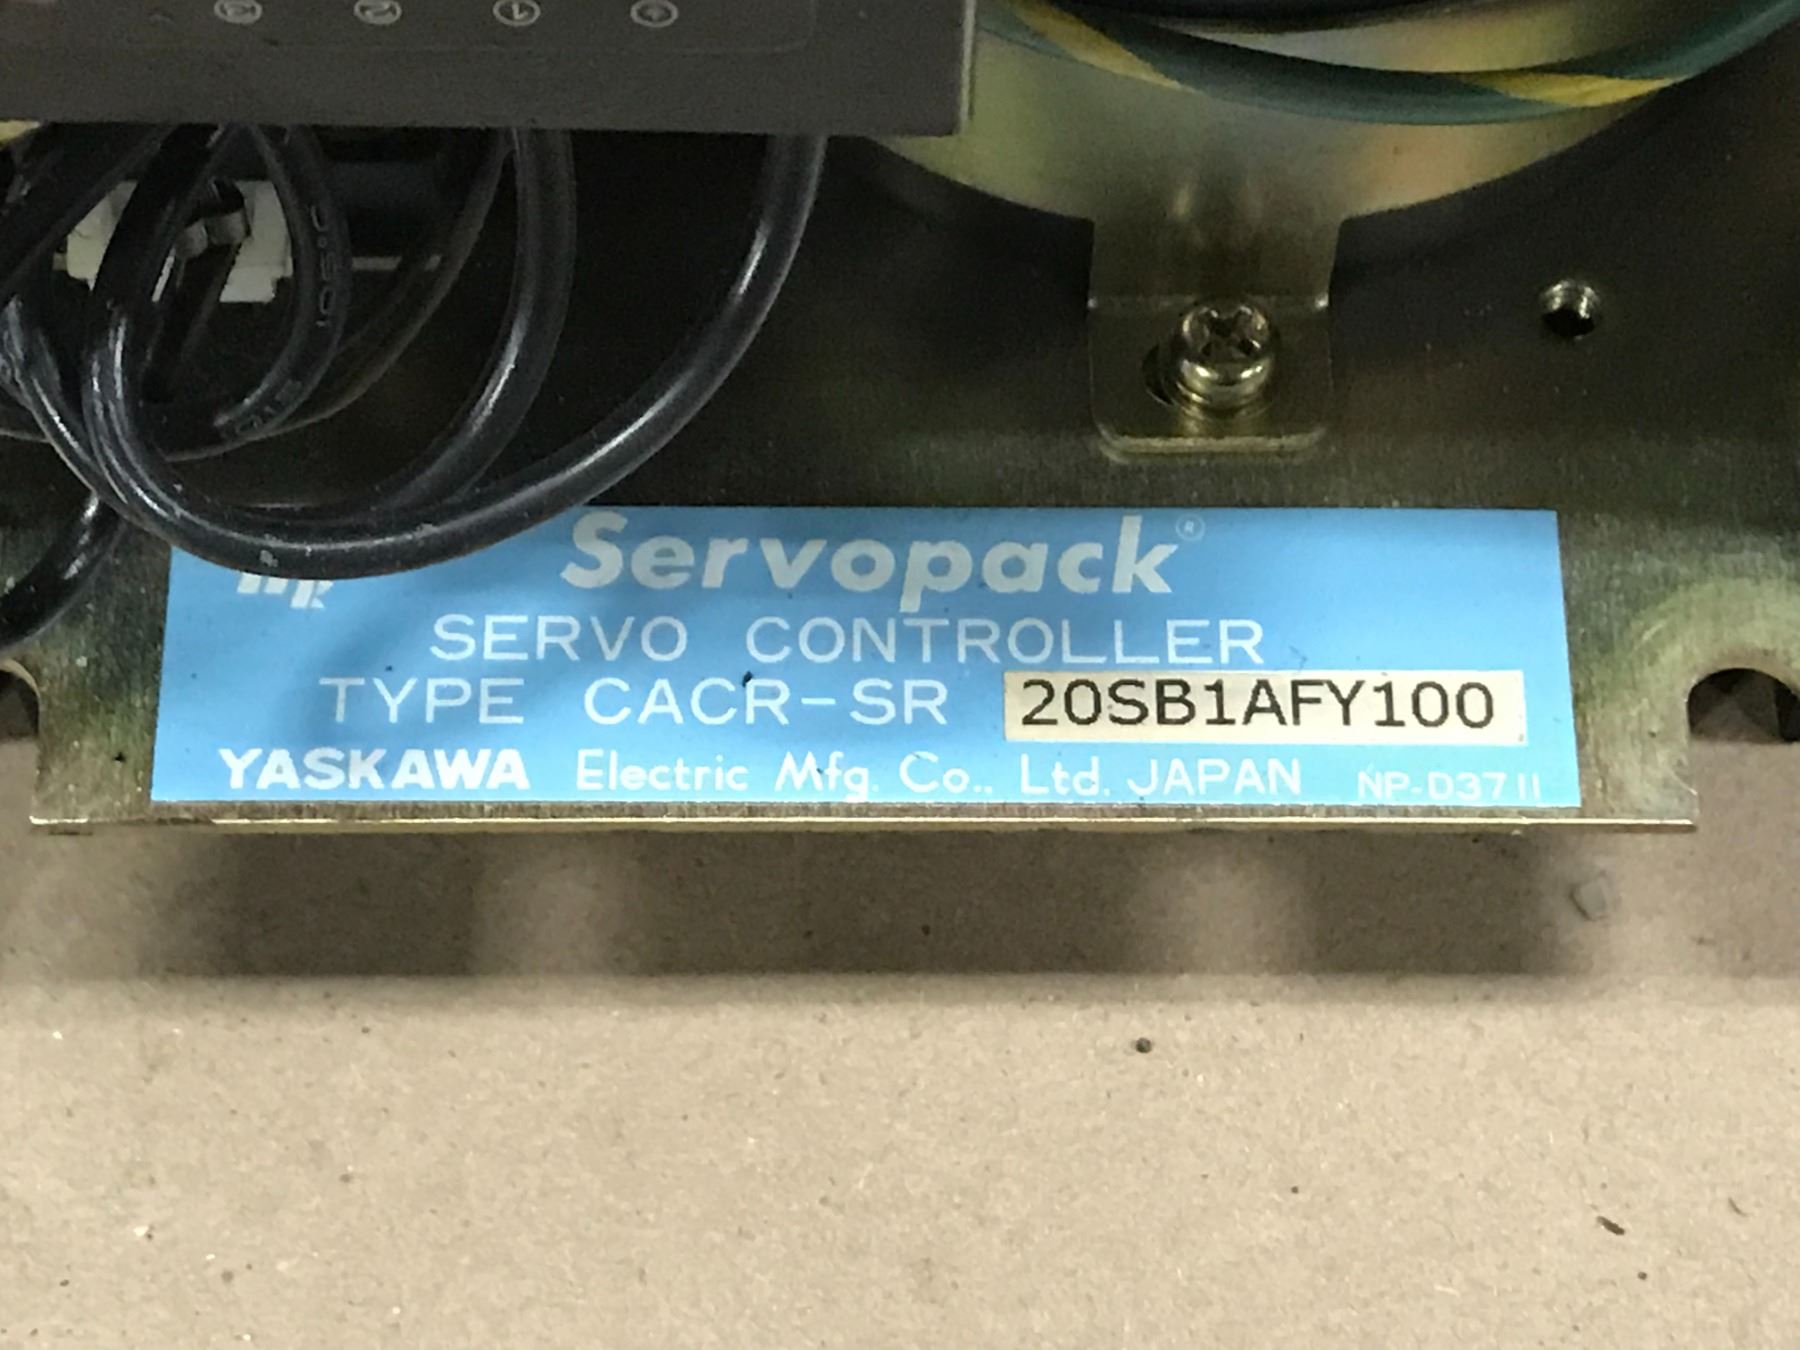 Servopack®
SERVO CONTROLLER
TYPE CACR-SR 20SB1AFY100
YASKAWA Electric Mfg. Co., Ltd. JAPAN NP-D3711